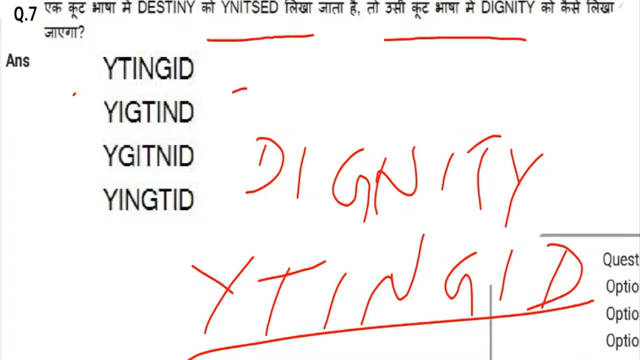 Q.7 एक कूट भाषा में DESTINY को YNITSED लिखा जाता है, तो उसी कूट भाषा में DIGNITY को कैसे लिखा
जाएगा?
Ans
YTINGID
YIGTIND
YGITNID
YINGTID
DIGNITY
YTINGID
Quest
Optio
Optio
Optio